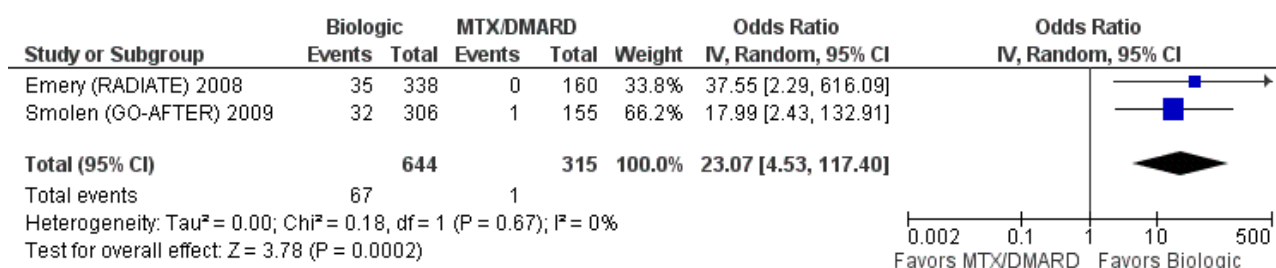 Biologic MTX/DMARD Odds Ratio Odds Ratio
Study or Subgroup Events Total Events Total Weight IV, Random, 95% CI IV, Random, 95% CI
Emery (RADIATE) 2008 35 338 0 160 33.8% 37.55 [2.29, 616.09]
Smolen (GO-AFTER) 2009 32 306 1 155 66.2% 17.99 [2.43, 132.91]
Total (95% CI) 644 315 100.0% 23.07 [4.53, 117.40]
Total events 67 1
Heterogeneity: Tau² = 0.00; Chi² = 0.18, df = 1 (P = 0.67); I² = 0%
Test for overall effect: Z = 3.78 (P = 0.0002)
0.002 0.1 1 10 500
Favors MTX/DMARD Favors Biologic